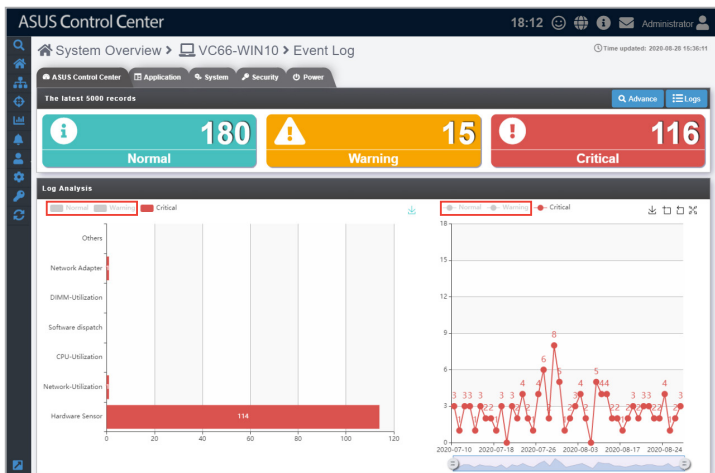 ASUS Control Center
18:12 Administrator
System Overview > VC66-WIN10 > Event Log
Time updated: 2020-08-28 15:36:11
ASUS Control Center Application System Security Power
The latest 5000 records
Advance Logs
180 15 116
Normal Warning Critical
Log Analysis
Normal Warning Critical
Others
Network Adapter
DIMM-Utilization
Software dispatch
CPU-Utilization
Network-Utilization
Hardware Sensor 114
0 20 40 60 80 100 120
Normal Warning Critical
18
15
12
9
6
3
0
8
6
5 5
4 4 4 4 44 4
3 33 3 3 3 3 3 33 3
2020-07-10 2020-07-18 2020-07-26 2020-08-03 2020-08-17 2020-08-24